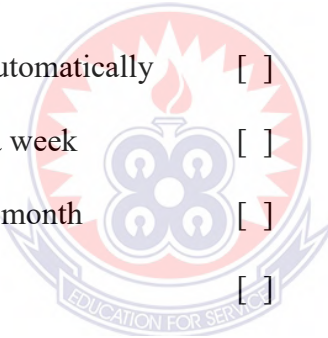 utomatically [ ]
week [ ]
month [ ]
[ ]
EDUCATION FOR SERVICE